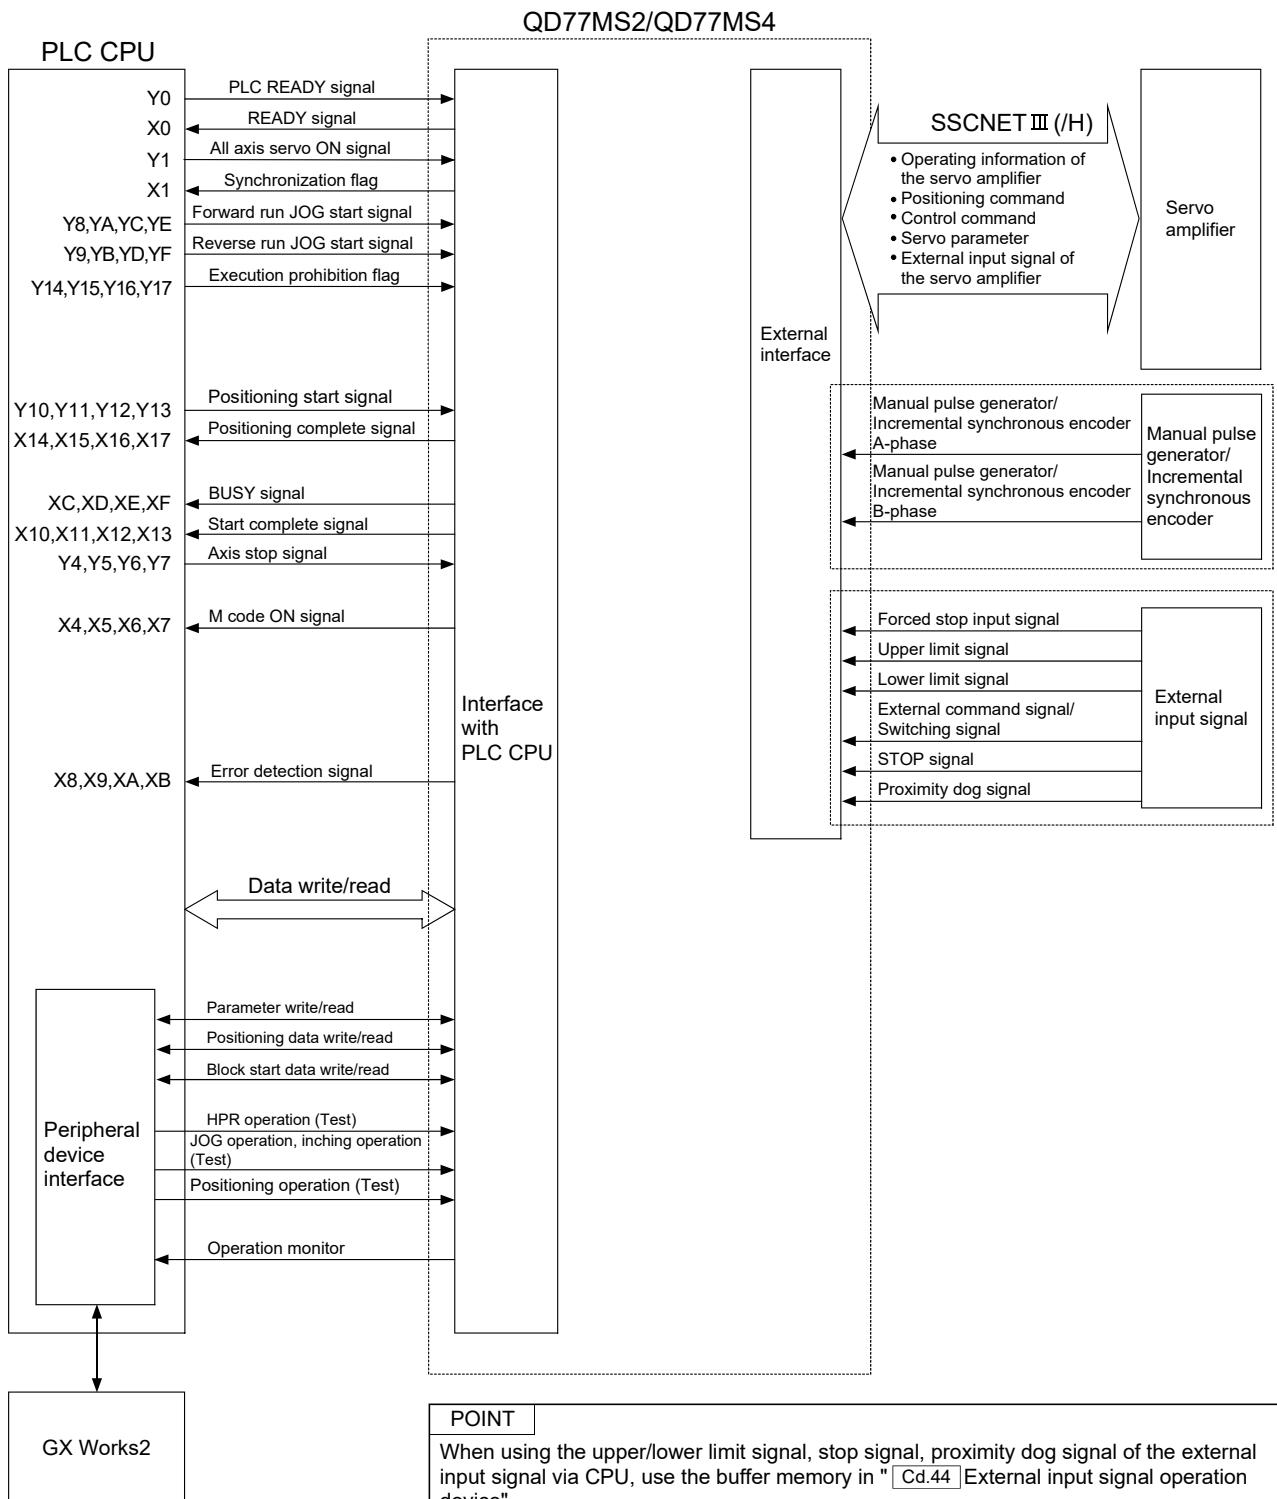 QD77MS2/QD77MS4
PLC CPU
Y0
PLC READY signal
X0
READY signal
Y1
All axis servo ON signal
X1
Synchronization flag
Y8,YA,YC,YE
Forward run JOG start signal
Y9,YB,YD,YF
Reverse run JOG start signal
Y14,Y15,Y16,Y17
Execution prohibition flag
Y10,Y11,Y12,Y13
Positioning start signal
X14,X15,X16,X17
Positioning complete signal
XC,XD,XE,XF
BUSY signal
X10,X11,X12,X13
Start complete signal
Y4,Y5,Y6,Y7
Axis stop signal
X4,X5,X6,X7
M code ON signal
X8,X9,XA,XB
Error detection signal
Data write/read
Interface
with
PLC CPU
Peripheral
device
interface
Parameter write/read
Positioning data write/read
Block start data write/read
HPR operation (Test)
JOG operation, inching operation
(Test)
Positioning operation (Test)
Operation monitor
GX Works2
External
interface
SSCNETⅢ(/H)
• Operating information of
the servo amplifier
• Positioning command
• Control command
• Servo parameter
• External input signal of
the servo amplifier
Servo
amplifier
Manual pulse generator/
Incremental synchronous encoder
A-phase
Manual pulse generator/
Incremental synchronous encoder
B-phase
Manual pulse
generator/
Incremental
synchronous
encoder
Forced stop input signal
Upper limit signal
Lower limit signal
External command signal/
Switching signal
STOP signal
Proximity dog signal
External
input signal
POINT
When using the upper/lower limit signal, stop signal, proximity dog signal of the external
input signal via CPU, use the buffer memory in " Cd.44 External input signal operation
device"